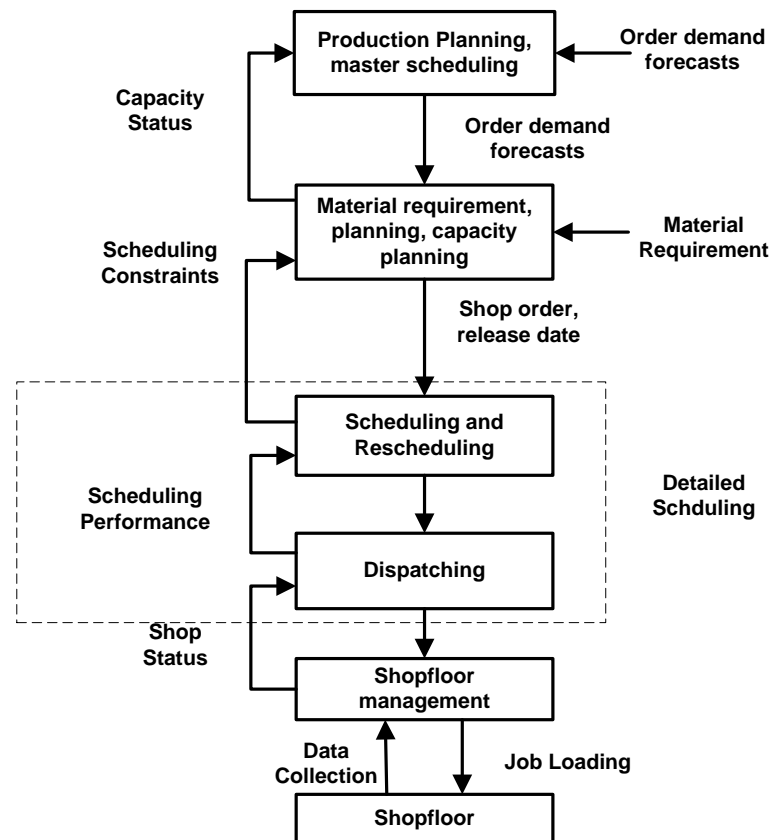 Production Planning,
master scheduling
Order demand
forecasts
Capacity
Status
Order demand
forecasts
Material requirement,
planning, capacity
planning
Material
Requirement
Scheduling
Constraints
Shop order,
release date
Scheduling and
Rescheduling
Detailed
Schduling
Scheduling
Performance
Dispatching
Shop
Status
Shopfloor
management
Data
Collection
Job Loading
Shopfloor